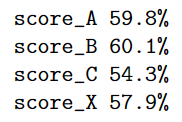 score_A 59.8%
score_B 60.1%
score_C 54.3%
score_X 57.9%